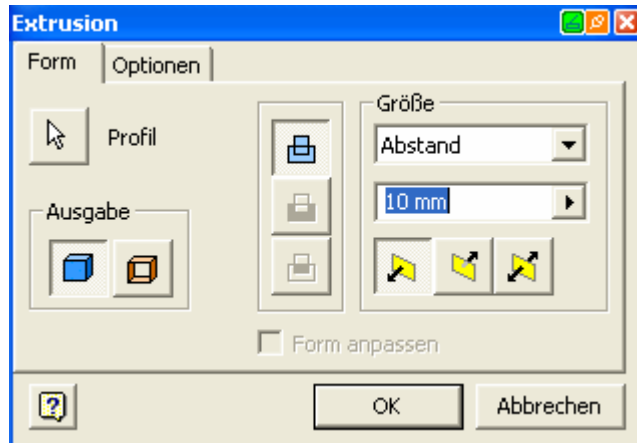 Extrusion
Form
Optionen
Profil
Größe
Abstand
10 mm
Ausgabe
Form anpassen
?
OK
Abbrechen